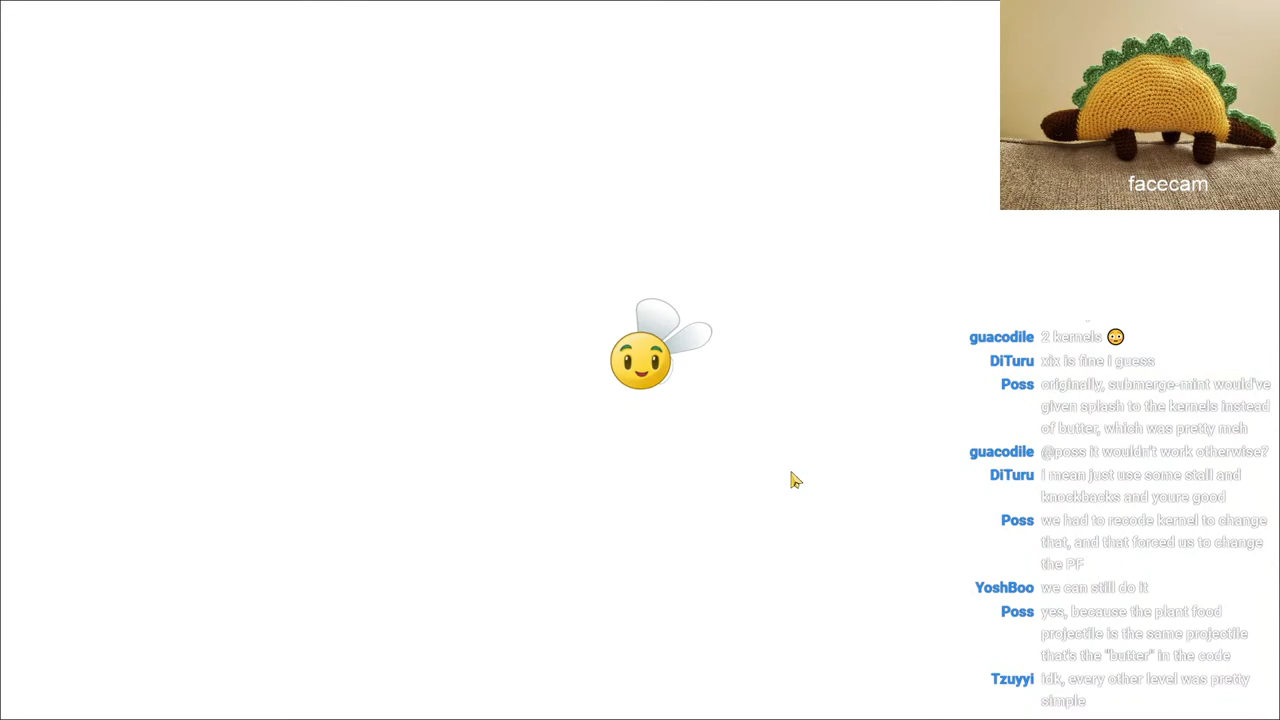 facecam
guacodile 2 kernels 😳
DiTuru xix is fine I guess
Poss originally, submerge-mint would've
given splash to the kernels instead
of butter, which was pretty meh
guacodile @poss it wouldn't work otherwise?
DiTuru I mean just use some stall and
knockbacks and youre good
Poss we had to recode kernel to change
that, and that forced us to change
the PF
YoshBoo we can still do it
Poss yes, because the plant food
projectile is the same projectile
that's the "butter" in the code
Tzuyyi idk, every other level was pretty
simple